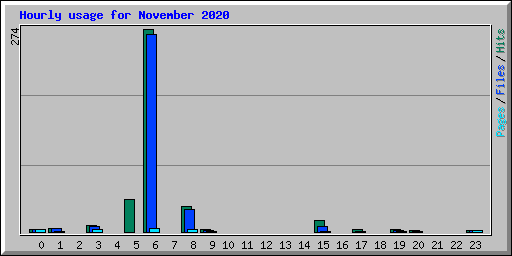 Hourly usage for November 2020
274
Pages/Files/Hits
0 1 2 3 4 5 6 7 8 9 10 11 12 13 14 15 16 17 18 19 20 21 22 23